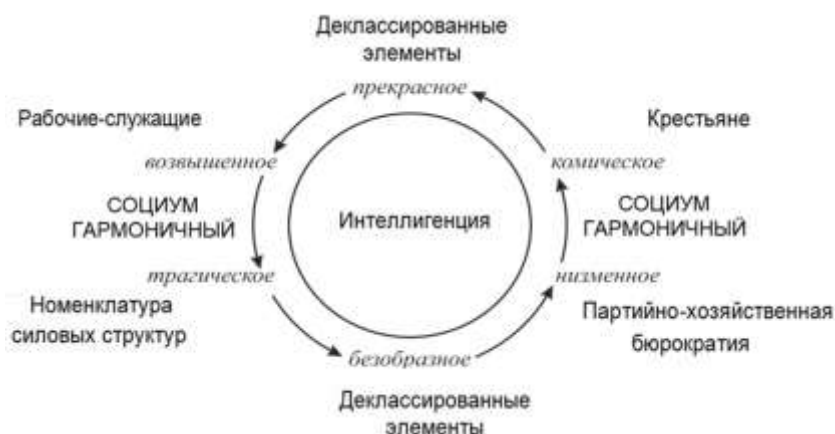 Деклассированные
элементы
прекрасное
Рабочие-служащие
Крестьяне
возвышенное
комическое
СОЦИУМ
ГАРМОНИЧНЫЙ
Интеллигенция
СОЦИУМ
ГАРМОНИЧНЫЙ
трагическое
низменное
Номенклатура
силовых структур
Партийно-хозяйственная
бюрократия
безобразное
Деклассированные
элементы